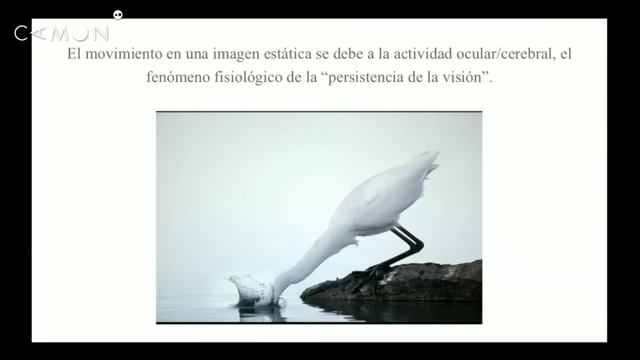 CAMON
El movimiento en una imagen estática se debe a la actividad ocular/cerebral, el
fenómeno fisiológico de la “persistencia de la visión”.